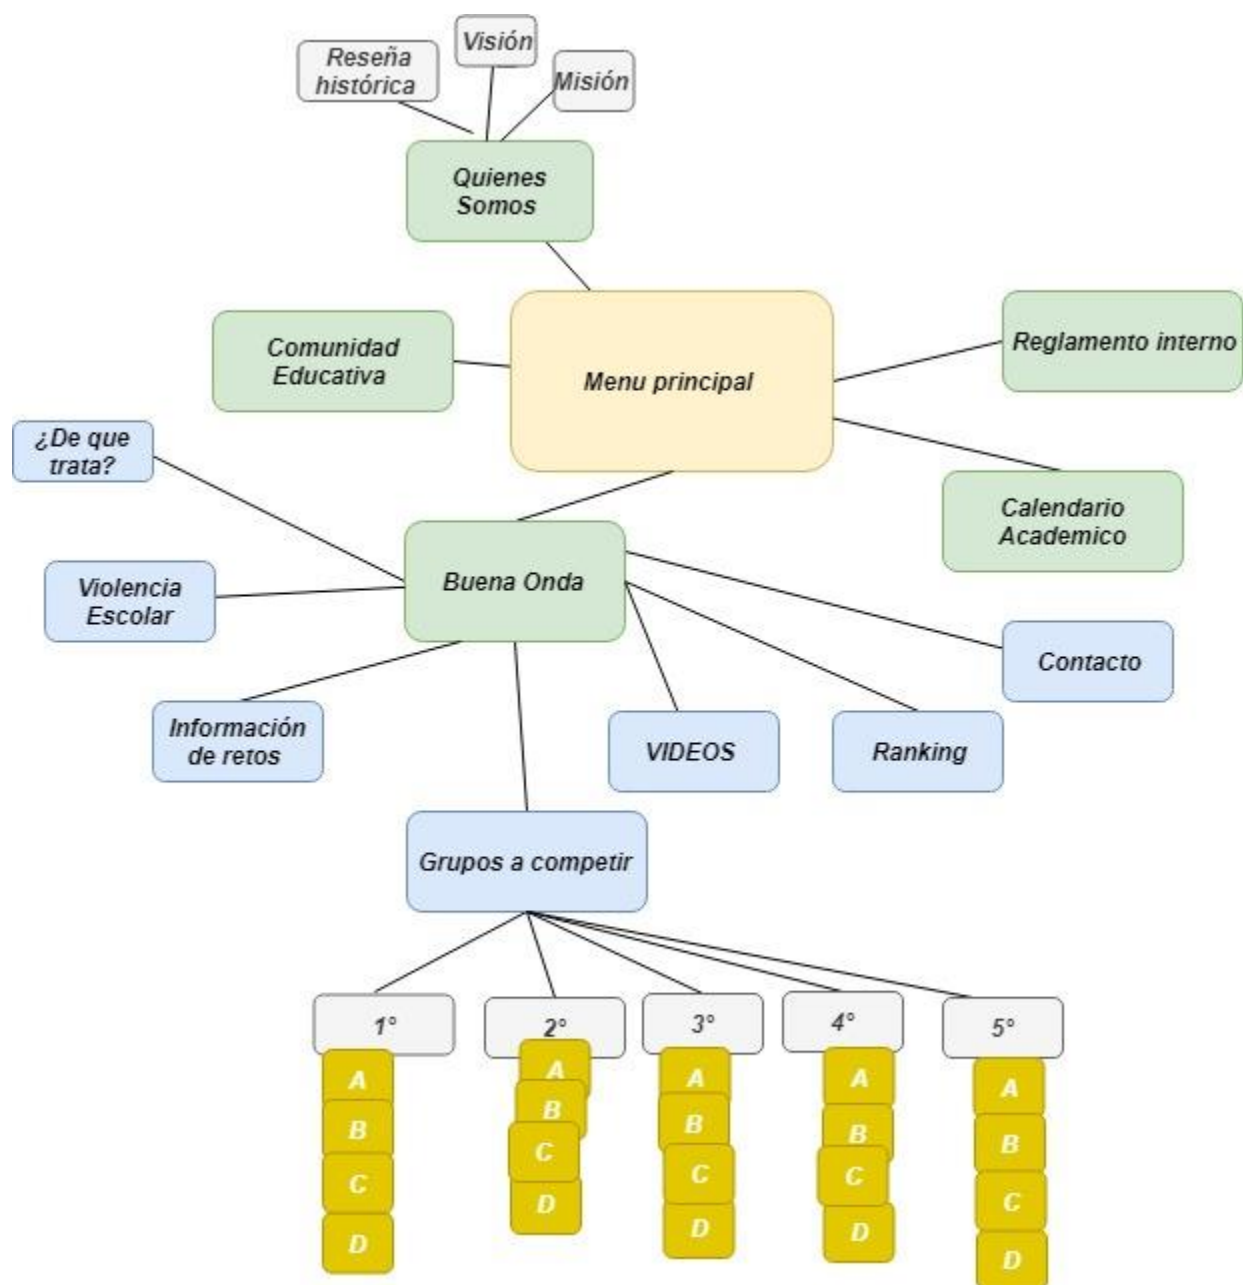 Reseña
histórica
Visión
Misión
Quienes
Somos
Comunidad
Educativa
Menu principal
Reglamento interno
¿De que
trata?
Calendario
Academico
Violencia
Escolar
Buena Onda
Contacto
Información
de retos
VIDEOS
Ranking
Grupos a competir
1°
A
B
C
D
2°
A
B
C
D
3°
A
B
C
D
4°
A
B
C
D
5°
A
B
C
D